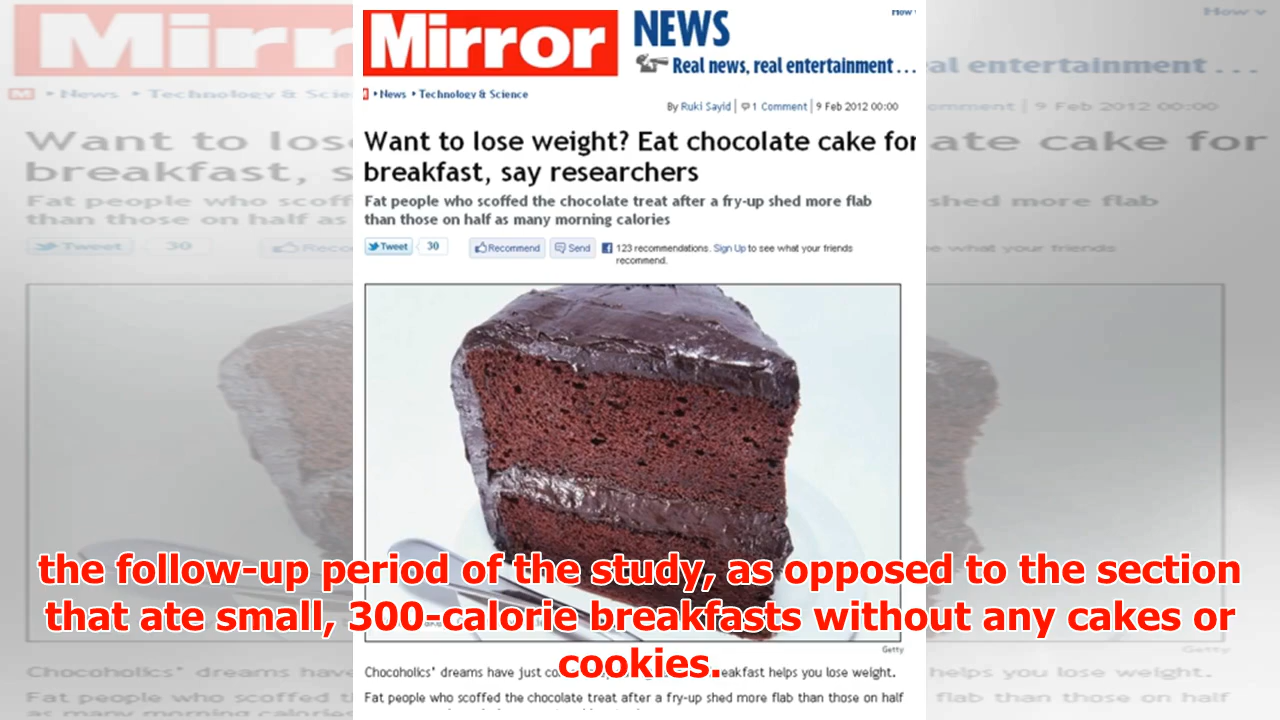 Mirror NEWS
Real news, real entertainment . . .
How
News • Technology & Science
By Ruki Sayid | 1 Comment | 9 Feb 2012 00:00
Want to lose weight? Eat chocolate cake for
breakfast, say researchers
Fat people who scoffed the chocolate treat after a fry-up shed more flab
than those on half as many morning calories
Tweet 30 Recommend Send 123 recommendations. Sign Up to see what your friends
recommend.
the follow-up period of the study, as opposed to the section
that ate small, 300-calorie breakfasts without any cakes or
cookies.
Getty
Chocoholics' dreams have just helps you lose weight.
Fat people who scoffed the chocolate treat after a fry-up shed more flab than those on half